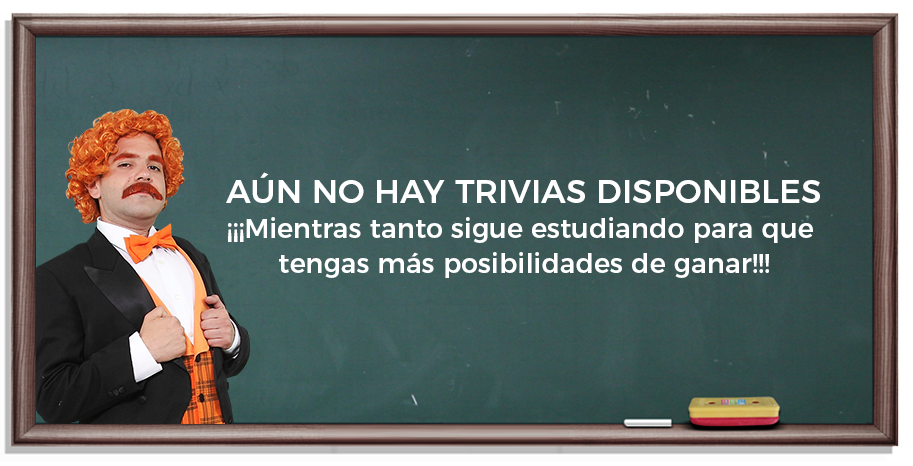 AÚN NO HAY TRIVIAS DISPONIBLES
¡¡¡Mientras tanto sigue estudiando para que
tengas más posibilidades de ganar!!!